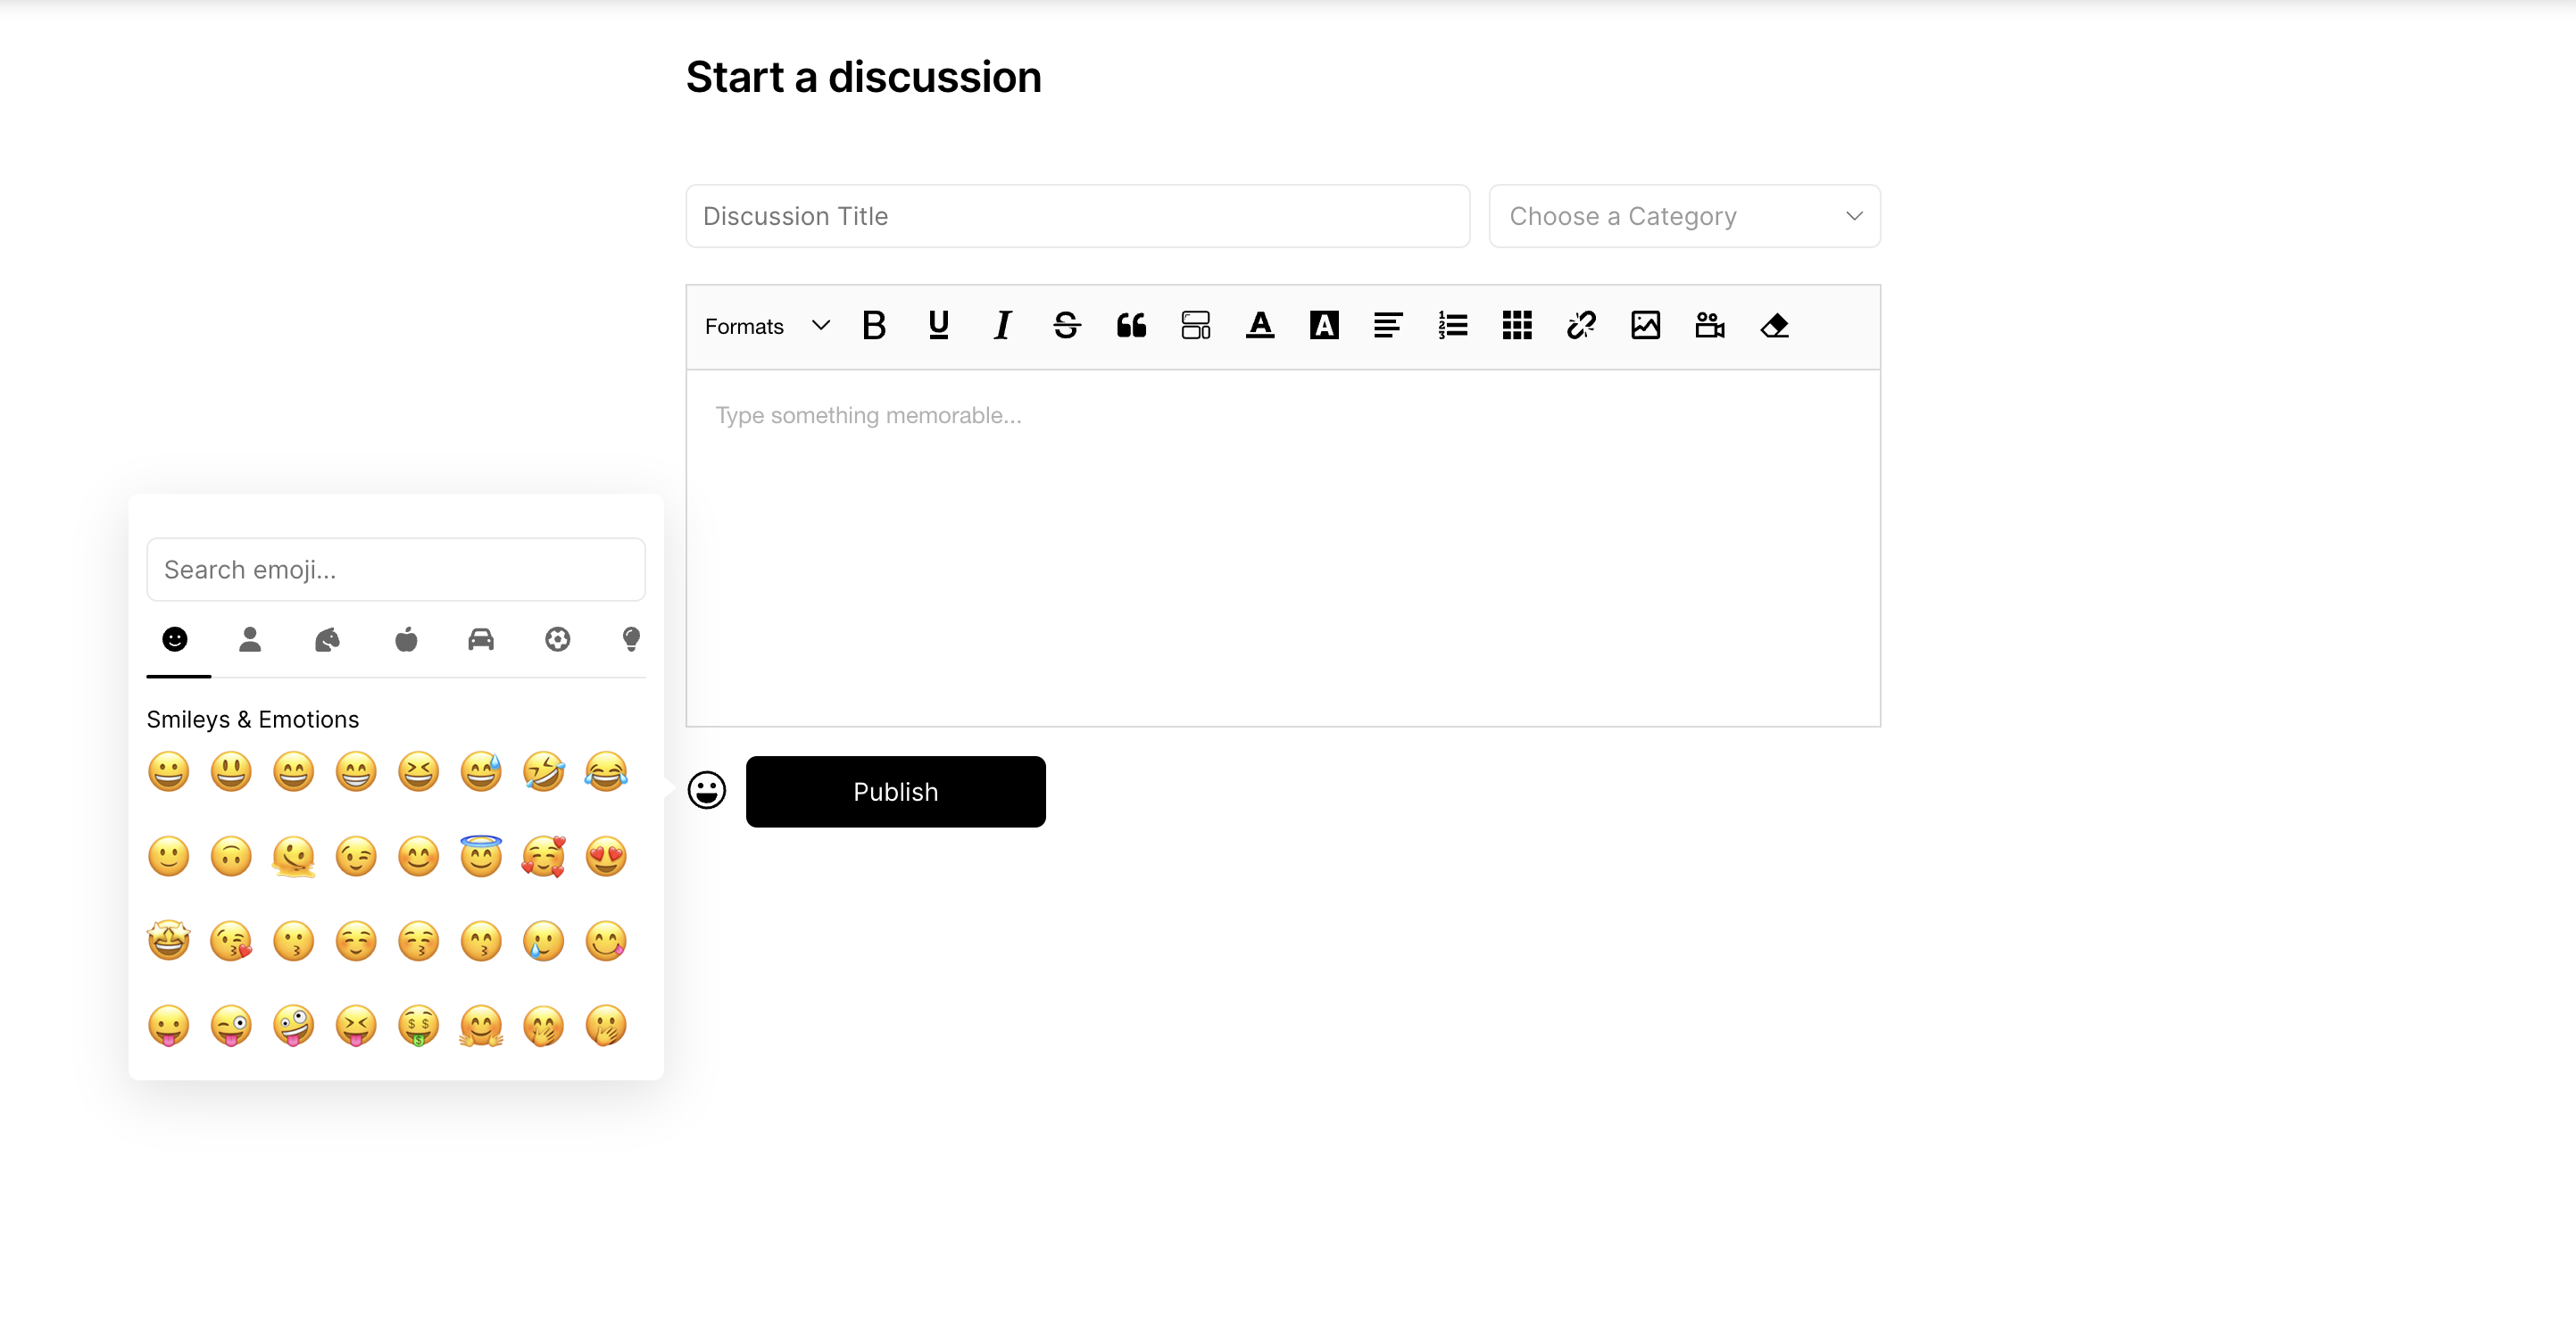 Start a discussion
Discussion Title
Choose a Category
Formats
Type something memorable...
Search emoji...
Smileys & Emotions
Publish